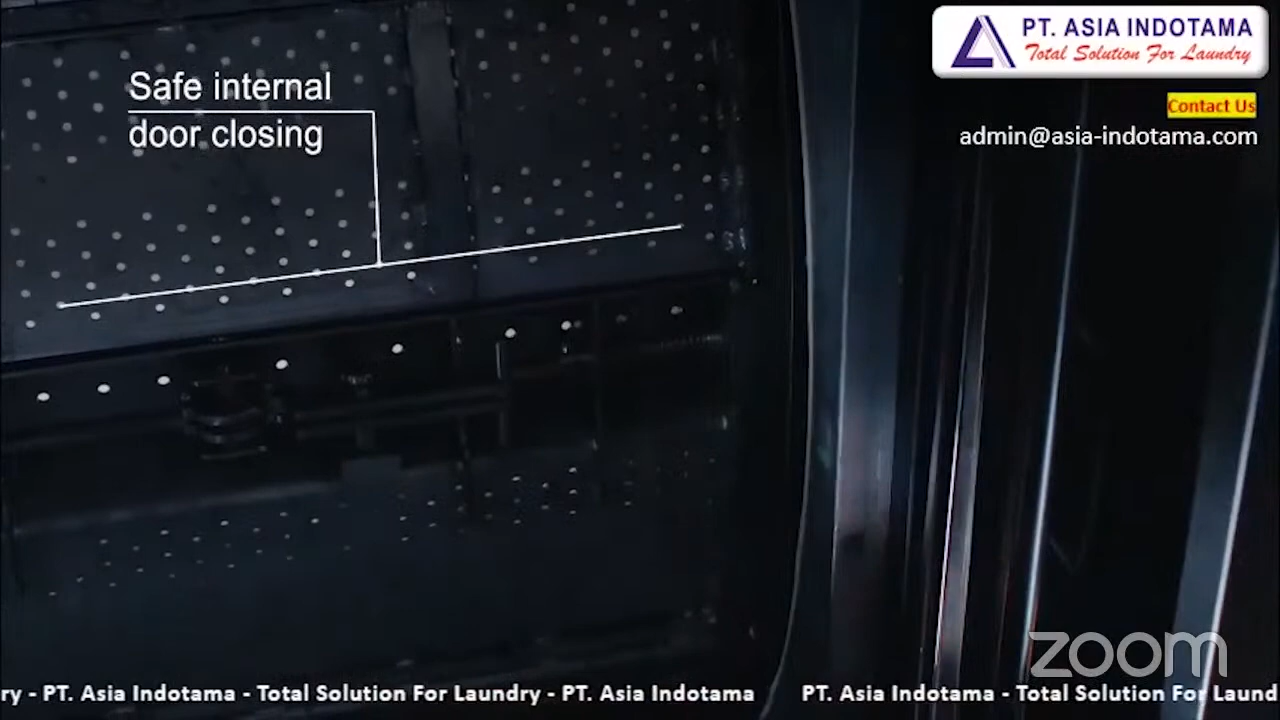 PT. ASIA INDOTAMA
Total Solution For Laundry
Contact Us
admin@asia-indotama.com
Safe internal
door closing
zoom
ry - PT. Asia Indotama - Total Solution For Laundry - PT. Asia Indotama
PT. Asia Indotama - Total Solution For Laund